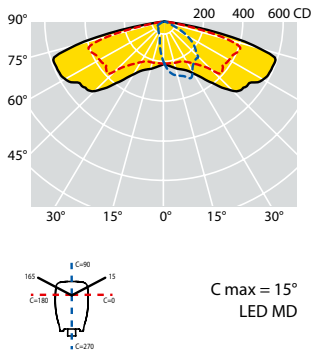 90° 200 400 600 CD
75°
60°
45°
30° 15° 0° 15° 30°
C=90
165 15
C=180 C=0
C=270
C max = 15°
LED MD